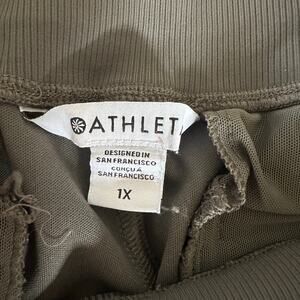 ATHLET
DESIGNED IN
SAN FRANCISCO
CONÇU À
SAN FRANCISCO
1X